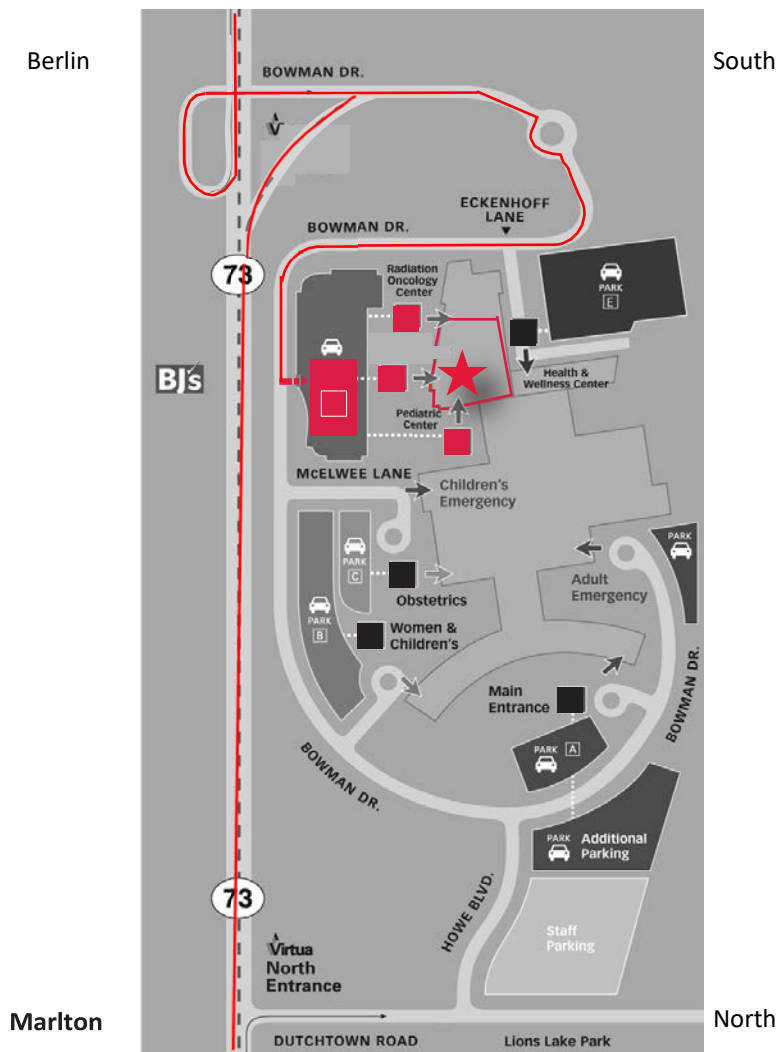 Berlin
South
BOWMAN DR.
V
ECKENHOFF
LANE
BOWMAN DR.
73
Radiation
Oncology
Center
PARK
E
BJ's
Health &
Wellness Center
Pediatric
Center
McELWEE LANE
Children's
Emergency
PARK
PARK
C
Adult
Emergency
Obstetrics
PARK
B
Women &
Children's
BOWMAN DR.
Main
Entrance
PARK A
BOWMAN DR.
PARK
Additional
Parking
HOWE BLVD.
73
Staff
Parking
Virtua
North
Entrance
Marlton
North
DUTCHTOWN ROAD
Lions Lake Park